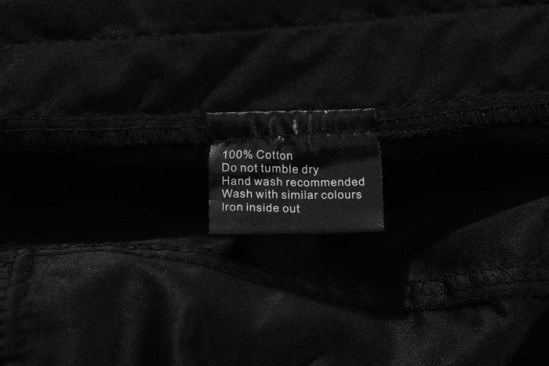 100% Cotton
Do not tumble dry
Hand wash recommended
Wash with similar colours
Iron inside out